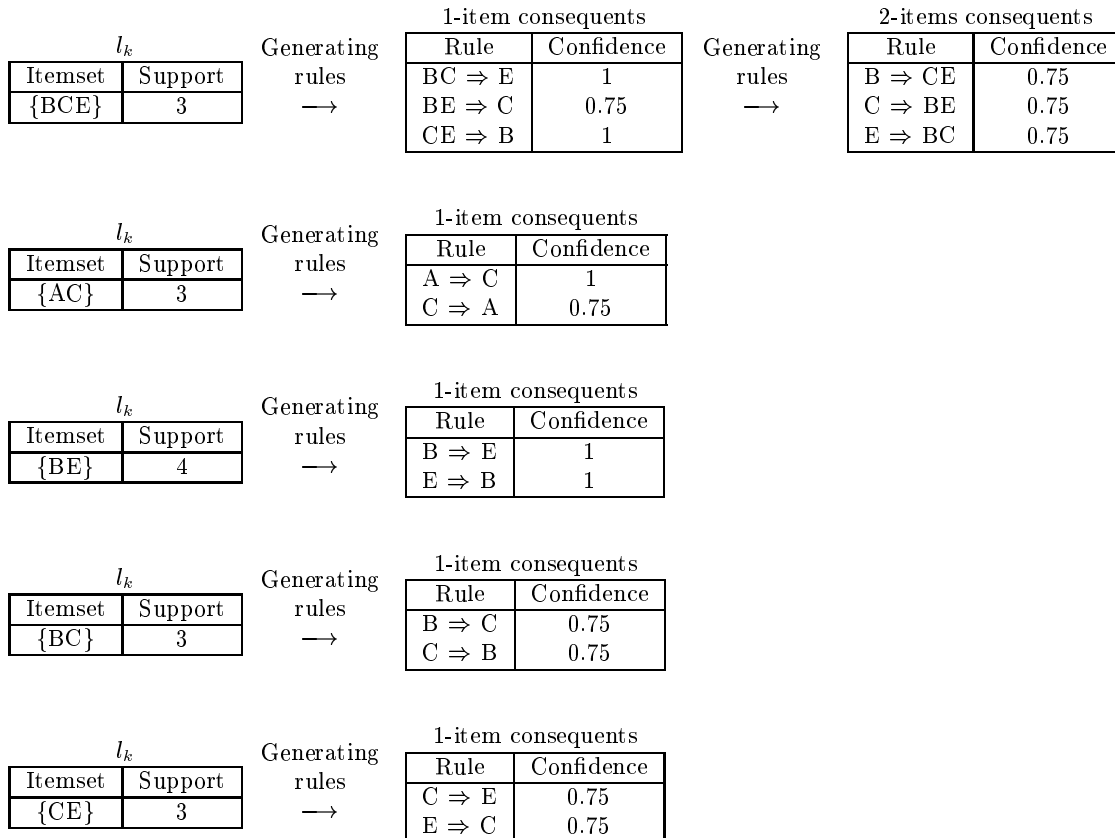 1-item consequents 2-items consequents
l_k Generating Rule Confidence Generating Rule Confidence
Itemset Support rules BC ⇒ E 1 rules B ⇒ CE 0.75
{BCE} 3 ⟶ BE ⇒ C 0.75 ⟶ C ⇒ BE 0.75
CE ⇒ B 1 E ⇒ BC 0.75
1-item consequents
l_k Generating Rule Confidence
Itemset Support rules A ⇒ C 1
{AC} 3 ⟶ C ⇒ A 0.75
1-item consequents
l_k Generating Rule Confidence
Itemset Support rules B ⇒ E 1
{BE} 4 ⟶ E ⇒ B 1
1-item consequents
l_k Generating Rule Confidence
Itemset Support rules B ⇒ C 0.75
{BC} 3 ⟶ C ⇒ B 0.75
1-item consequents
l_k Generating Rule Confidence
Itemset Support rules C ⇒ E 0.75
{CE} 3 ⟶ E ⇒ C 0.75